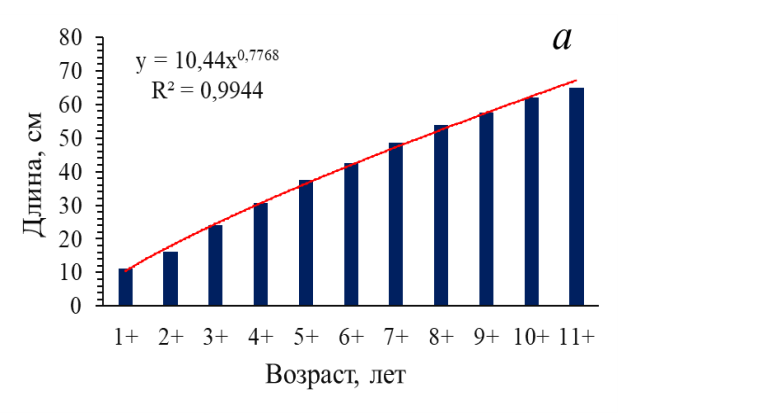 a
y = 10,44x^0,7768
R² = 0,9944
Длина, см
80
70
60
50
40
30
20
10
0
1+ 2+ 3+ 4+ 5+ 6+ 7+ 8+ 9+ 10+ 11+
Возраст, лет